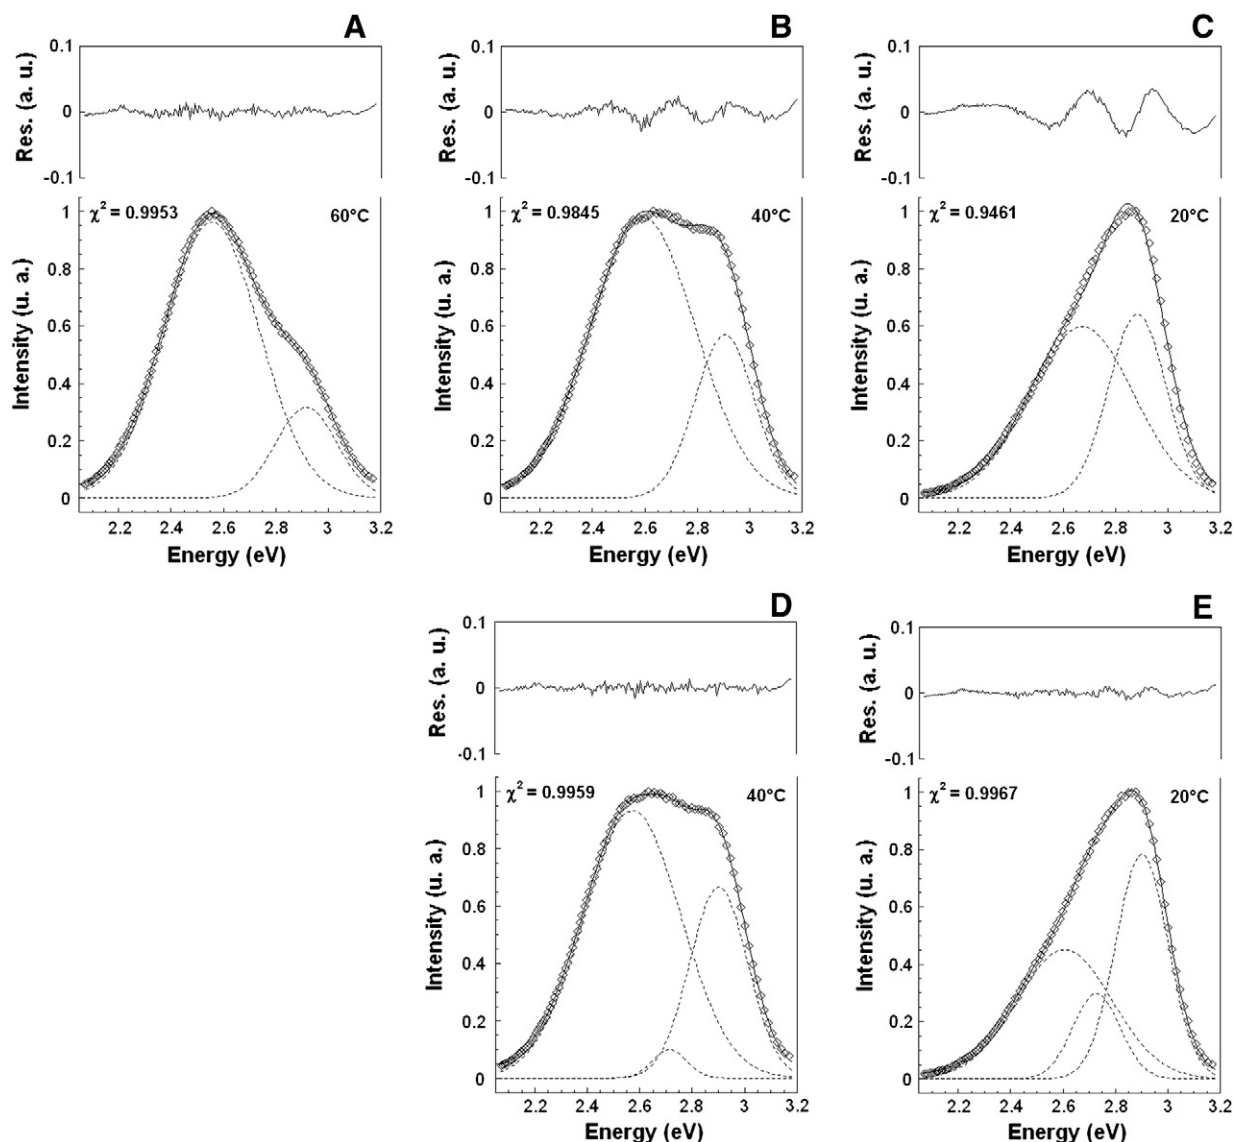 A
Res. (a. u.)
0.1
0
-0.1
χ² = 0.9953
60°C
Intensity (u. a.)
1
0.8
0.6
0.4
0.2
0
2.2
2.4
2.6
2.8
3
3.2
Energy (eV)
B
Res. (a. u.)
0.1
0
-0.1
χ² = 0.9845
40°C
Intensity (u. a.)
1
0.8
0.6
0.4
0.2
0
2.2
2.4
2.6
2.8
3
3.2
Energy (eV)
C
Res. (a. u.)
0.1
0
-0.1
χ² = 0.9461
20°C
Intensity (u. a.)
1
0.8
0.6
0.4
0.2
0
2.2
2.4
2.6
2.8
3
3.2
Energy (eV)
D
Res. (a. u.)
0.1
0
-0.1
χ² = 0.9959
40°C
Intensity (u. a.)
1
0.8
0.6
0.4
0.2
0
2.2
2.4
2.6
2.8
3
3.2
Energy (eV)
E
Res. (a. u.)
0.1
0
-0.1
χ² = 0.9967
20°C
Intensity (u. a.)
1
0.8
0.6
0.4
0.2
0
2.2
2.4
2.6
2.8
3
3.2
Energy (eV)